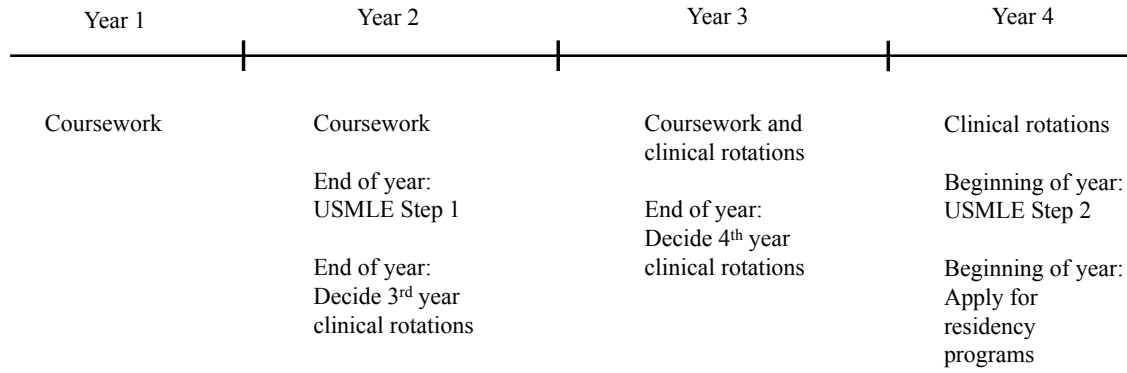 Year 1
Year 2
Year 3
Year 4
Coursework
Coursework
End of year:
USMLE Step 1
End of year:
Decide 3rd year
clinical rotations
Coursework and
clinical rotations
End of year:
Decide 4th year
clinical rotations
Clinical rotations
Beginning of year:
USMLE Step 2
Beginning of year:
Apply for
residency
programs